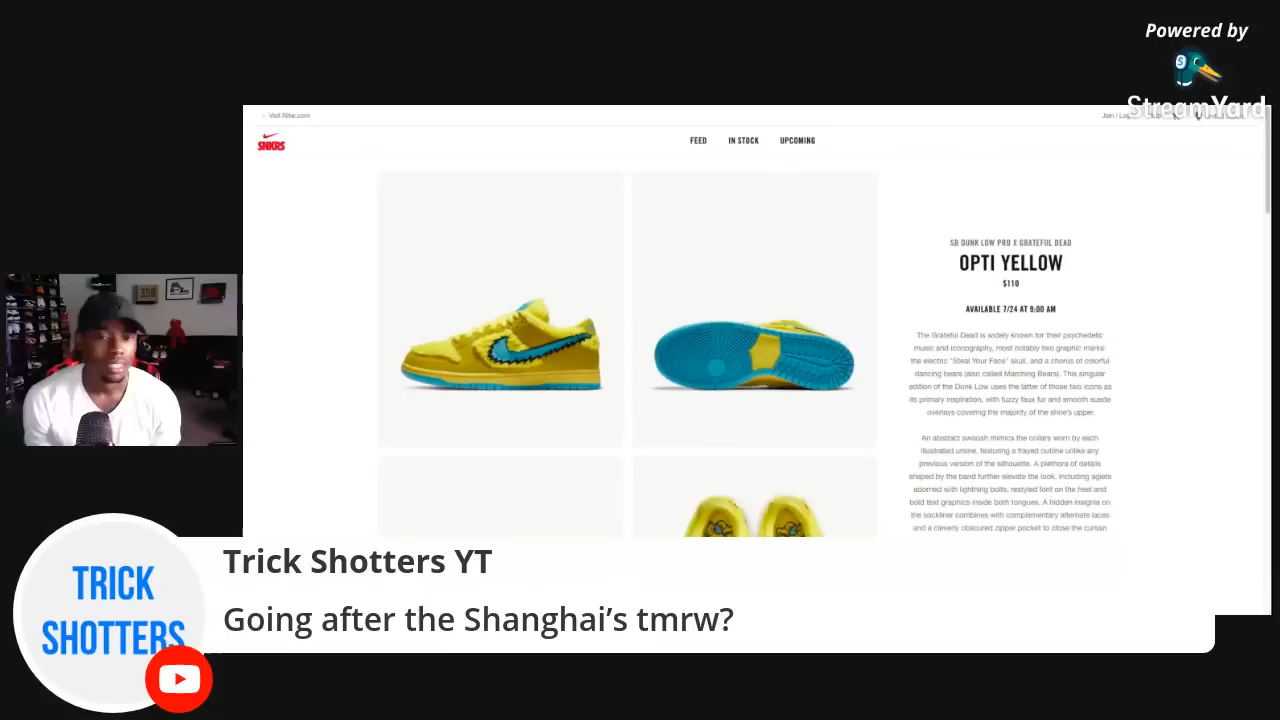 Powered by
StreamYard
Visit Nike.com
Join / Log
SNKRS
FEED
IN STOCK
UPCOMING
SB DUNK LOW PRO X GRATEFUL DEAD
OPTI YELLOW
$110
AVAILABLE 7/24 AT 9:00 AM
The Grateful Dead is widely known for their psychedelic
music and iconography, most notably two graphic marks:
the electric "Steal Your Face" skull, and a chorus of colorful
dancing bears (also called Marching Bears). This singular
edition of the Dunk Low uses the latter of those two icons as
its primary inspiration, with fuzzy faux fur and smooth suede
overlays covering the majority of the shoe's upper.
An abstract swoosh mimics the collars worn by each
illustrated ursine, featuring a frayed outline unlike any
previous version of the silhouette. A plethora of details
shaped by the band further elevate the look, including aglets
adorned with lightning bolts, restyled font on the heel and
bold text graphics inside both tongues. A hidden insignia on
the sockliner combines with complementary alternate laces
and a cleverly obscured zipper pocket to close the curtain
350
TRICK
SHOTTERS
Trick Shotters YT
Going after the Shanghai's tmrw?